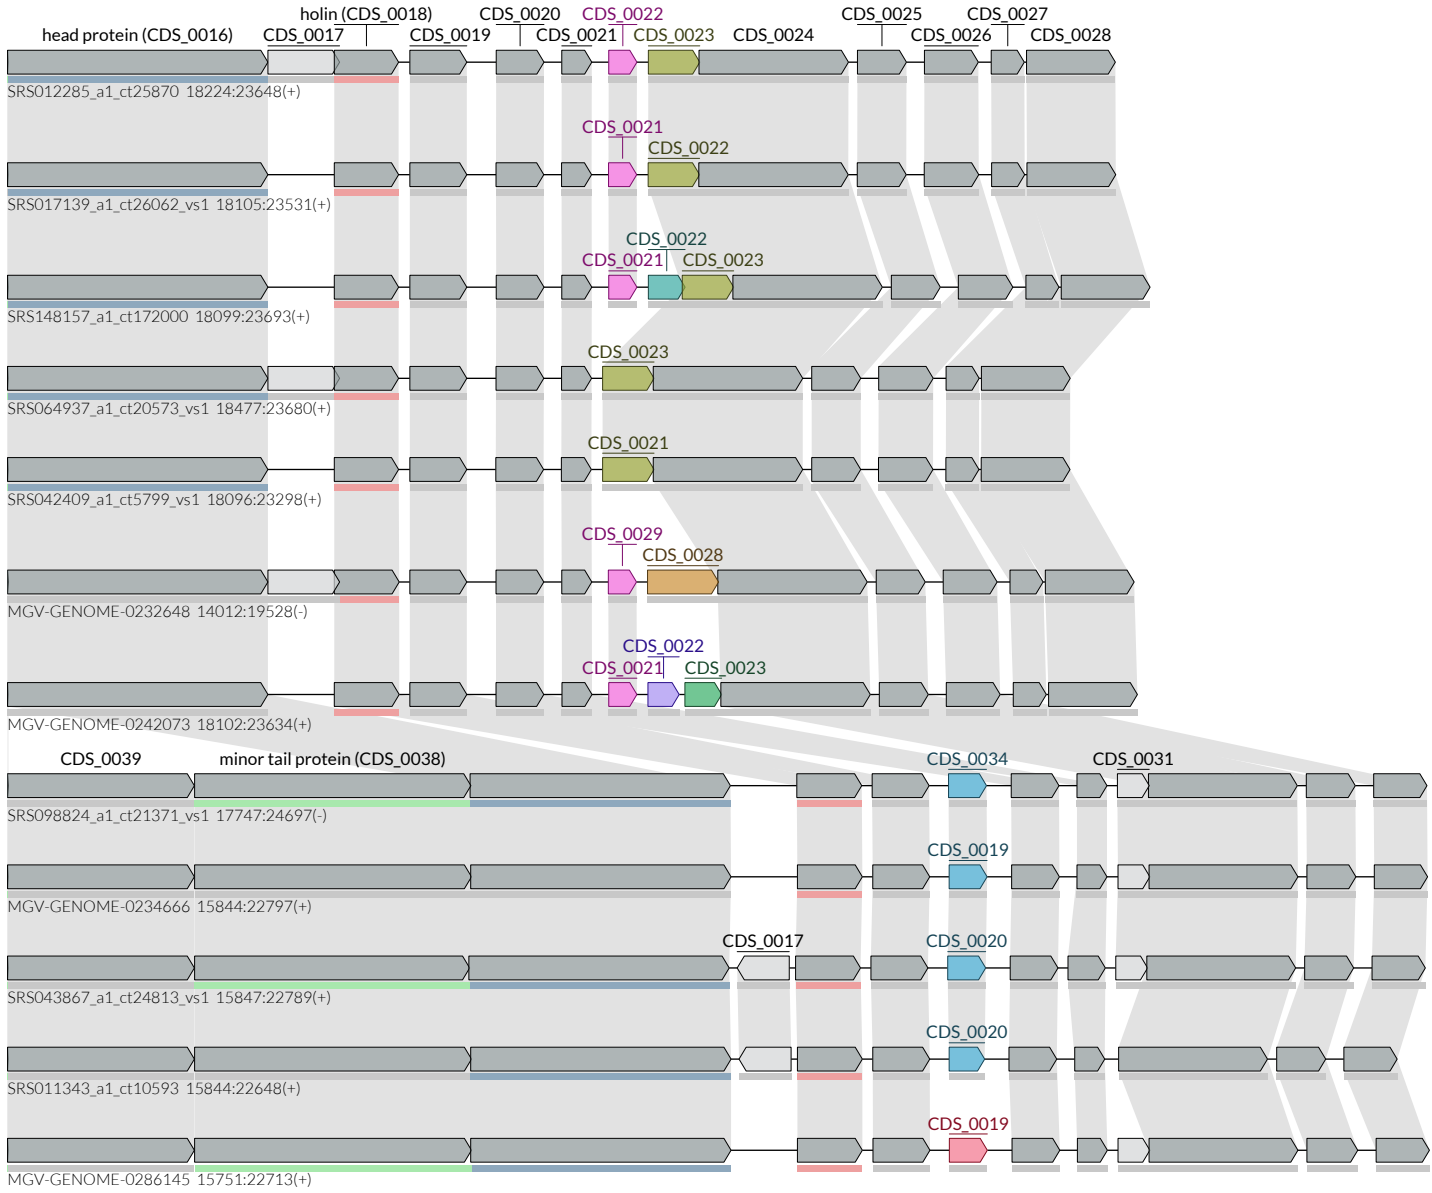 holin (CDS_0018) CDS_0020 CDS_0022 CDS_0025 CDS_0027
head protein (CDS_0016) CDS_0017 CDS_0019 CDS_0021 CDS_0023 CDS_0024 CDS_0026 CDS_0028
SRS012285_a1_ct25870 18224:23648(+)
CDS_0021
CDS_0022
SRS017139_a1_ct26062_vs1 18105:23531(+)
CDS_0022
CDS_0021 CDS_0023
SRS148157_a1_ct172000 18099:23693(+)
CDS_0023
SRS064937_a1_ct20573_vs1 18477:23680(+)
CDS_0021
SRS042409_a1_ct5799_vs1 18096:23298(+)
CDS_0029
CDS_0028
MGV-GENOME-0232648 14012:19528(-)
CDS_0022
CDS_0021 CDS_0023
MGV-GENOME-0242073 18102:23634(+)
CDS_0039 minor tail protein (CDS_0038) CDS_0034 CDS_0031
SRS098824_a1_ct21371_vs1 17747:24697(-)
CDS_0019
MGV-GENOME-0234666 15844:22797(+)
CDS_0017 CDS_0020
SRS043867_a1_ct24813_vs1 15847:22789(+)
CDS_0020
SRS011343_a1_ct10593 15844:22648(+)
CDS_0019
MGV-GENOME-0286145 15751:22713(+)